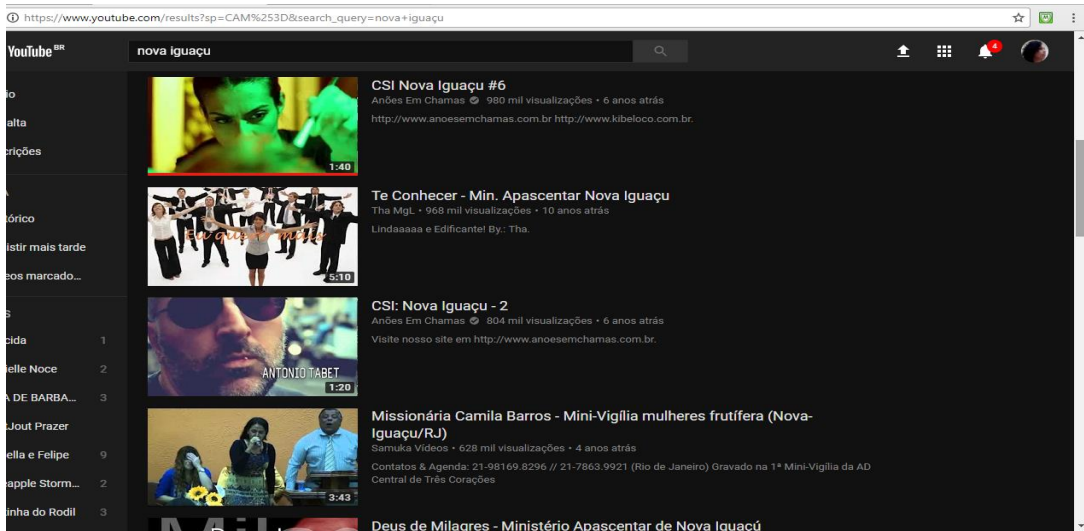 https://www.youtube.com/results?sp=CAM%253D&search_query=nova+iguaçu
YouTube BR
nova iguaçu
4
io
alta
crições
A
tórico
istir mais tarde
eos marcado...
S
cida 1
ielle Noce 2
A DE BARBA... 3
Jout Prazer
ella e Felipe 9
eapple Storm... 2
inha do Rodil 3
1:40
CSI Nova Iguaçu #6
Anões Em Chamas 980 mil visualizações • 6 anos atrás
http://www.anoesemchamas.com.br http://www.kibeloco.com.br.
Eu quero mais
5:10
Te Conhecer - Min. Apascentar Nova Iguaçu
Tha MgL • 968 mil visualizações • 10 anos atrás
Lindaaaaa e Edificante! By.: Tha.
ANTONIO TABET
1:20
CSI: Nova Iguaçu - 2
Anões Em Chamas 804 mil visualizações • 6 anos atrás
Visite nosso site em http://www.anoesemchamas.com.br.
3:43
Missionária Camila Barros - Mini-Vigília mulheres frutífera (Nova-
Iguaçu/RJ)
Samuka Vídeos • 628 mil visualizações • 4 anos atrás
Contatos & Agenda: 21-98169.8296 // 21-7863.9921 (Rio de Janeiro) Gravado na 1ª Mini-Vigília da AD
Central de Três Corações
Deus de Milagres - Ministério Apascentar de Nova Iguaçú